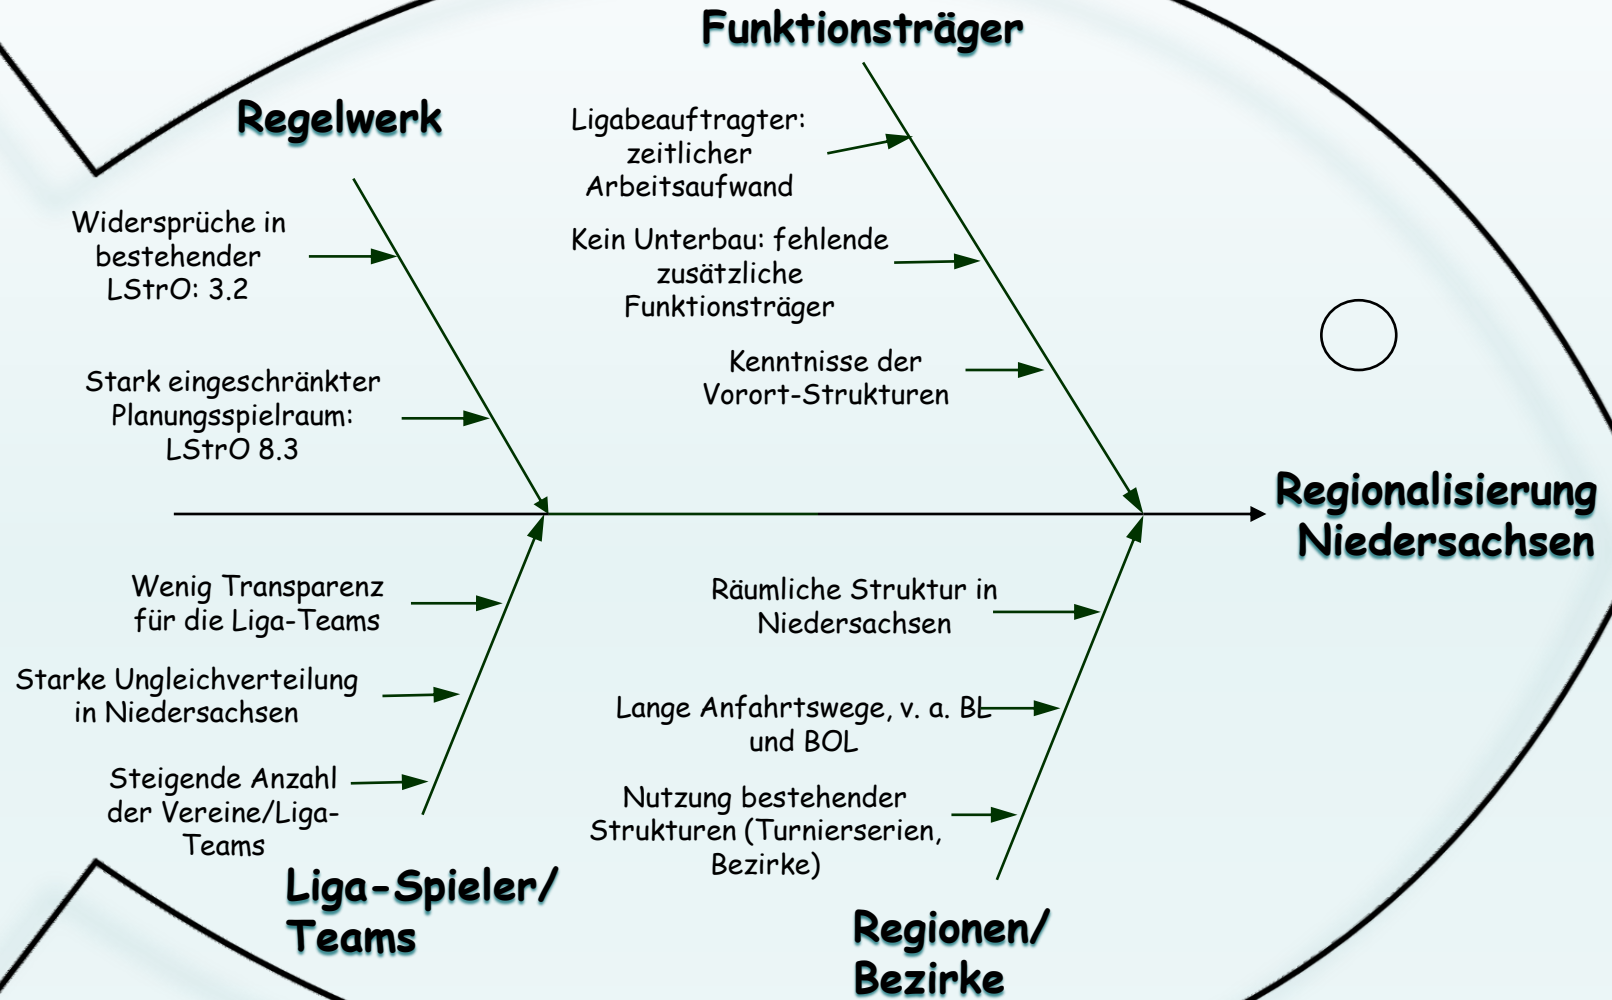 Funktionsträger
Regelwerk
Ligabeauftragter:
zeitlicher
Arbeitsaufwand
Widersprüche in
bestehender
LStrO: 3.2
Kein Unterbau: fehlende
zusätzliche
Funktionsträger
Stark eingeschränkter
Planungsspielraum:
LStrO 8.3
Kenntnisse der
Vorort-Strukturen
Regionalisierung
Niedersachsen
Wenig Transparenz
für die Liga-Teams
Starke Ungleichverteilung
in Niedersachsen
Steigende Anzahl
der Vereine/Liga-
Teams
Liga-Spieler/
Teams
Räumliche Struktur in
Niedersachsen
Lange Anfahrtswege, v. a. BL
und BOL
Nutzung bestehender
Strukturen (Turnierserien,
Bezirke)
Regionen/
Bezirke